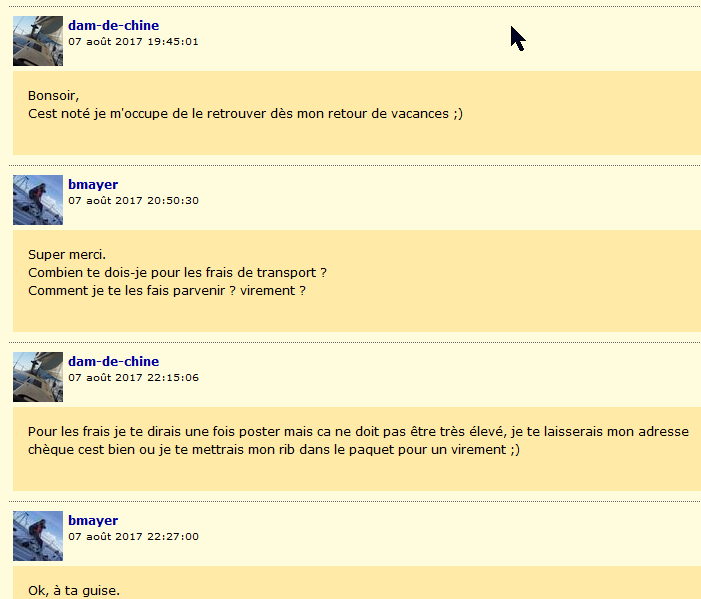 dam-de-chine
07 août 2017 19:45:01
Bonsoir,
Cest noté je m'occupe de le retrouver dès mon retour de vacances ;)
bmayer
07 août 2017 20:50:30
Super merci.
Combien te dois-je pour les frais de transport ?
Comment je te les fais parvenir ? virement ?
dam-de-chine
07 août 2017 22:15:06
Pour les frais je te dirais une fois poster mais ca ne doit pas être très élevé, je te laisserais mon adresse
chèque cest bien ou je te mettrais mon rib dans le paquet pour un virement ;)
bmayer
07 août 2017 22:27:00
Ok, à ta guise.